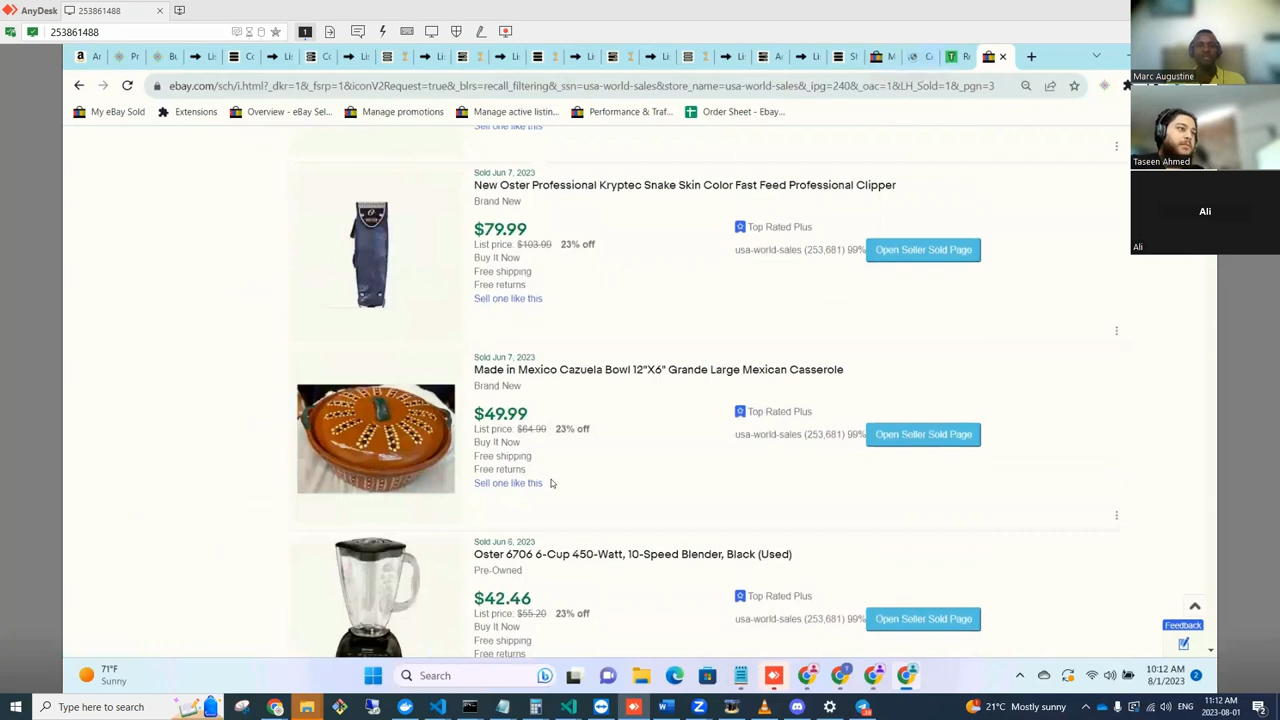 AnyDesk
253861488
253861488
1
Marc Augustine
ebay.com/sch/i.html?_dkr=1&_fsrp=1&iconV2Request=true&_blrs=recall_filtering&_ssn=usa-world-sales&store_name=usa-world-sales&_ipg=240&_oac=1&LH_Sold=1&_pgn=3
My eBay Sold
Extensions
Overview - eBay Sel...
Manage promotions
Manage active listin...
Performance & Traf...
Order Sheet - Ebay...
Sell one like this
Taseen Ahmed
Ali
Ali
Sold Jun 7, 2023
New Oster Professional Kryptec Snake Skin Color Fast Feed Professional Clipper
Brand New
$79.99
List price: $103.99 23% off
Buy It Now
Free shipping
Free returns
Sell one like this
Top Rated Plus
usa-world-sales (253,681) 99%
Open Seller Sold Page
Sold Jun 7, 2023
Made in Mexico Cazuela Bowl 12"X6" Grande Large Mexican Casserole
Brand New
$49.99
List price: $64.99 23% off
Buy It Now
Free shipping
Free returns
Sell one like this
Top Rated Plus
usa-world-sales (253,681) 99%
Open Seller Sold Page
Sold Jun 6, 2023
Oster 6706 6-Cup 450-Watt, 10-Speed Blender, Black (Used)
Pre-Owned
$42.46
List price: $55.20 23% off
Buy It Now
Free shipping
Free returns
Top Rated Plus
usa-world-sales (253,681) 99%
Open Seller Sold Page
Feedback
71°F
Sunny
Search
10:12 AM
8/1/2023
2
Type here to search
21°C Mostly sunny
ENG
11:12 AM
2023-08-01